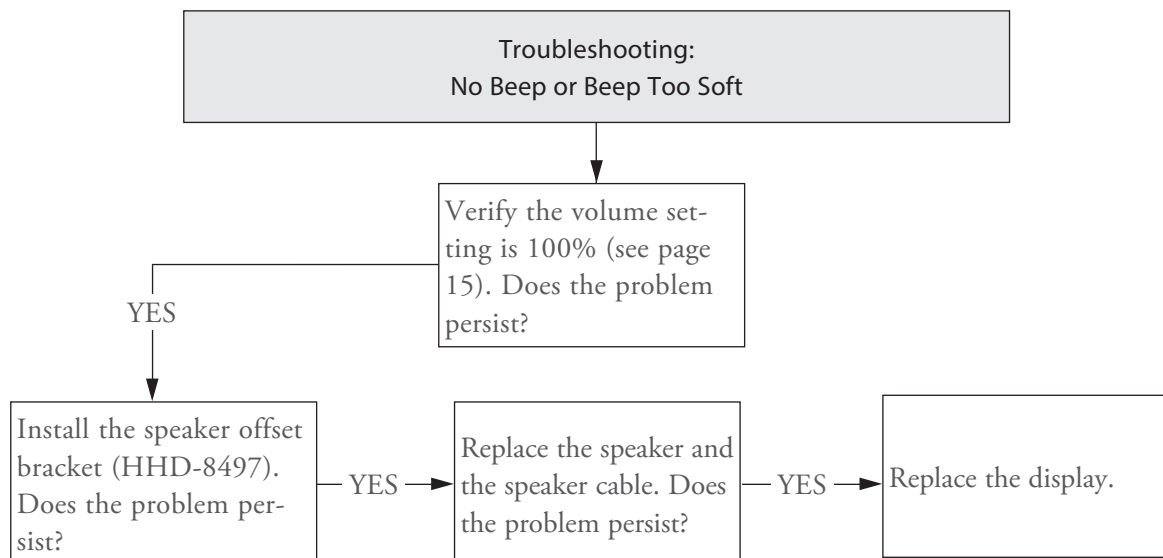 Troubleshooting:
No Beep or Beep Too Soft
Verify the volume set-
ting is 100% (see page
15). Does the problem
persist?
YES
Install the speaker offset
bracket (HHD-8497).
Does the problem per-
sist?
YES
Replace the speaker and
the speaker cable. Does
the problem persist?
YES
Replace the display.